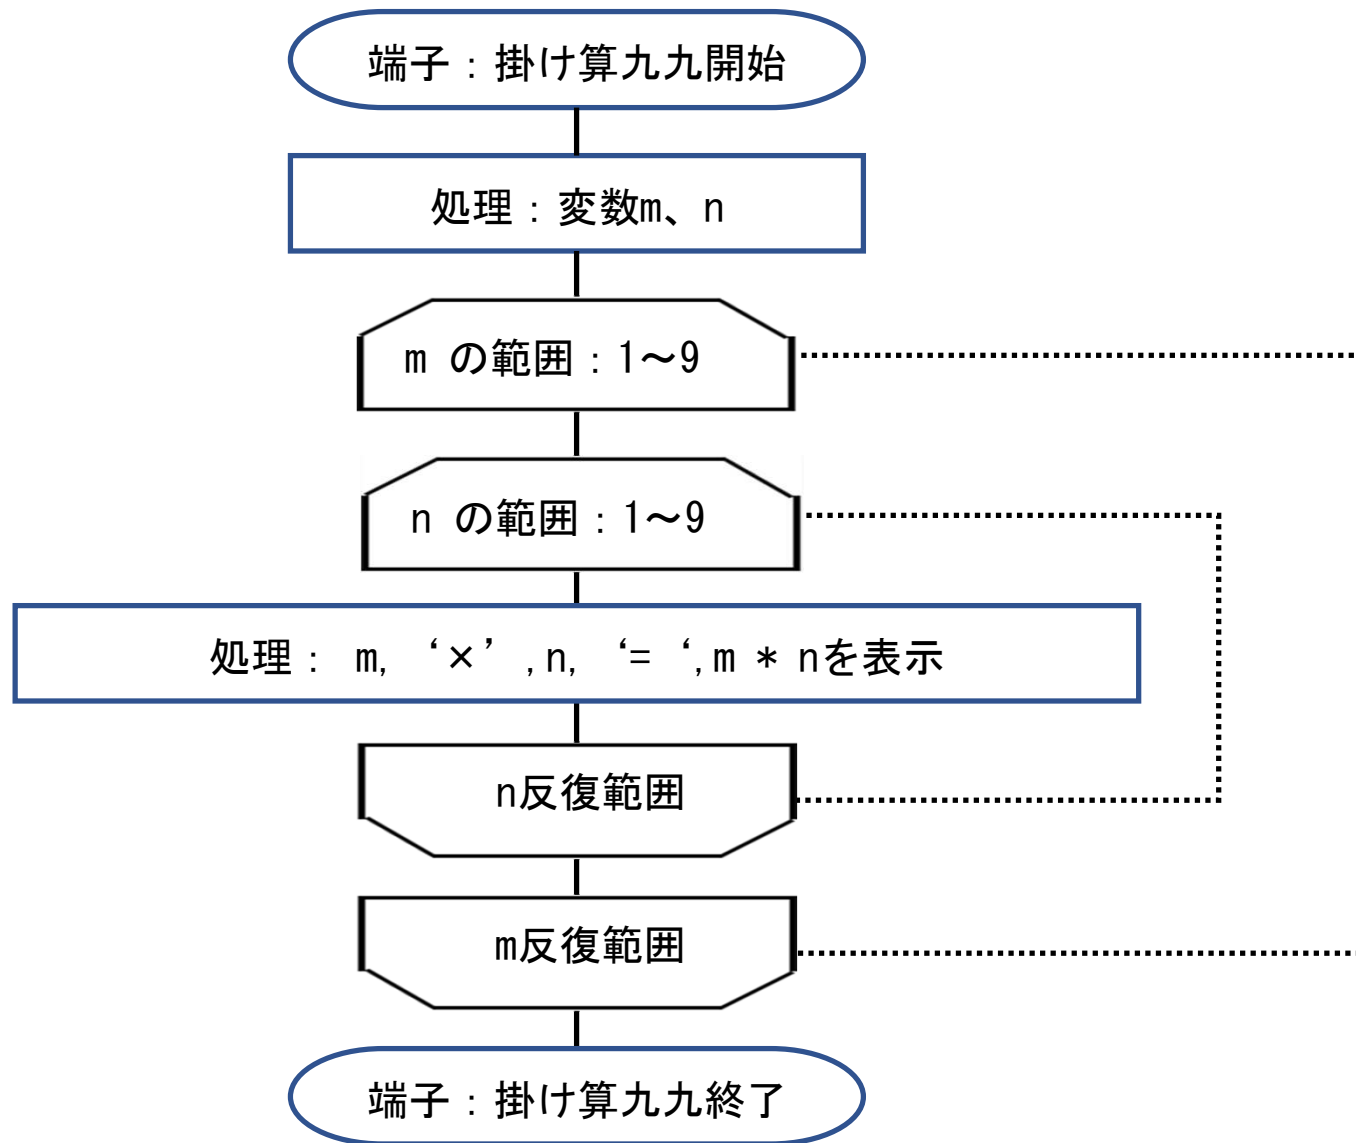 端子：掛け算九九開始
処理：変数m、n
m の範囲：1～9
n の範囲：1～9
処理： m, ‘×’,n, ‘= ‘,m * nを表示
n反復範囲
m反復範囲
端子：掛け算九九終了